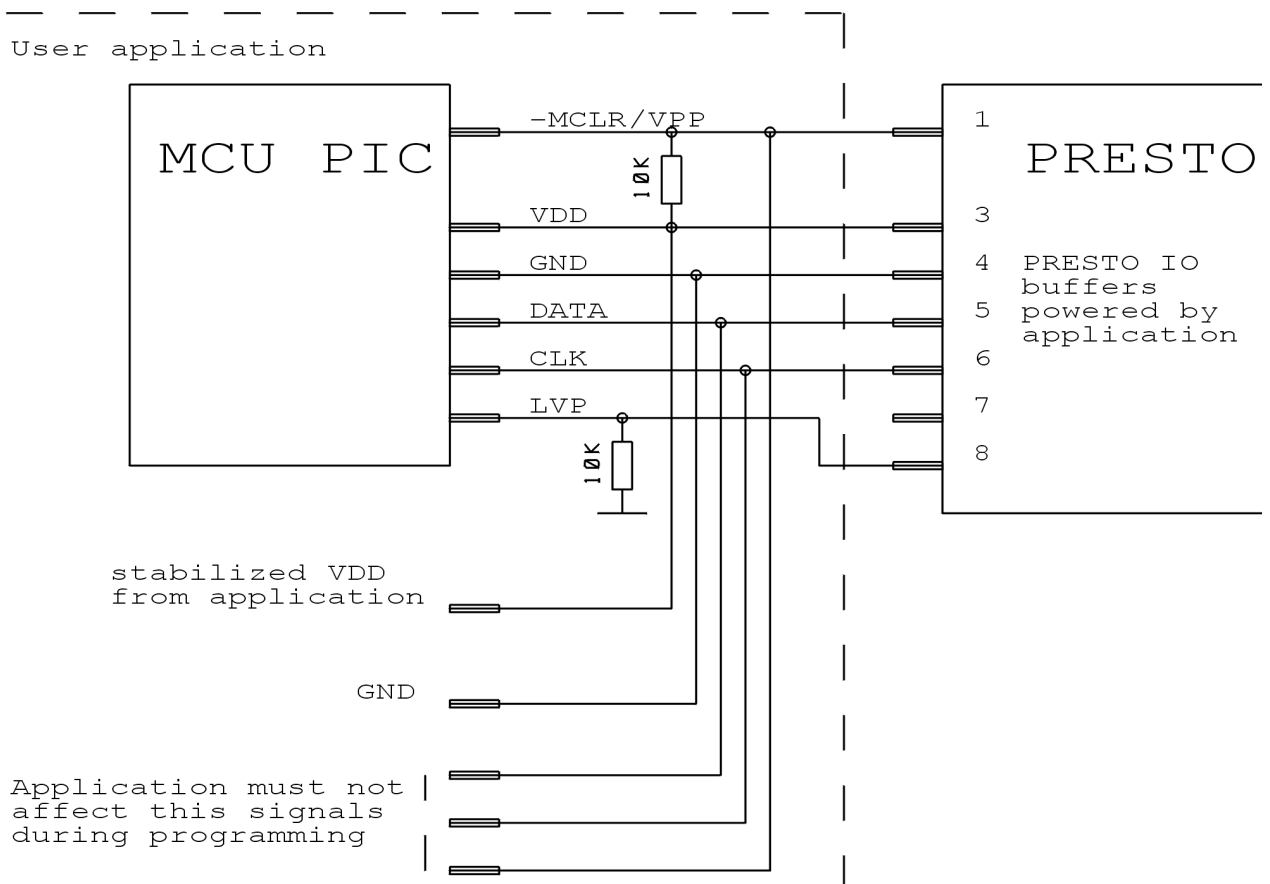 User application
MCU PIC
-MCLR/VPP
10K
VDD
GND
DATA
CLK
LVP
10K
1
PRESTO
3
4
5
6
7
8
PRESTO IO
buffers
powered by
application
stabilized VDD
from application
GND
Application must not
affect this signals
during programming